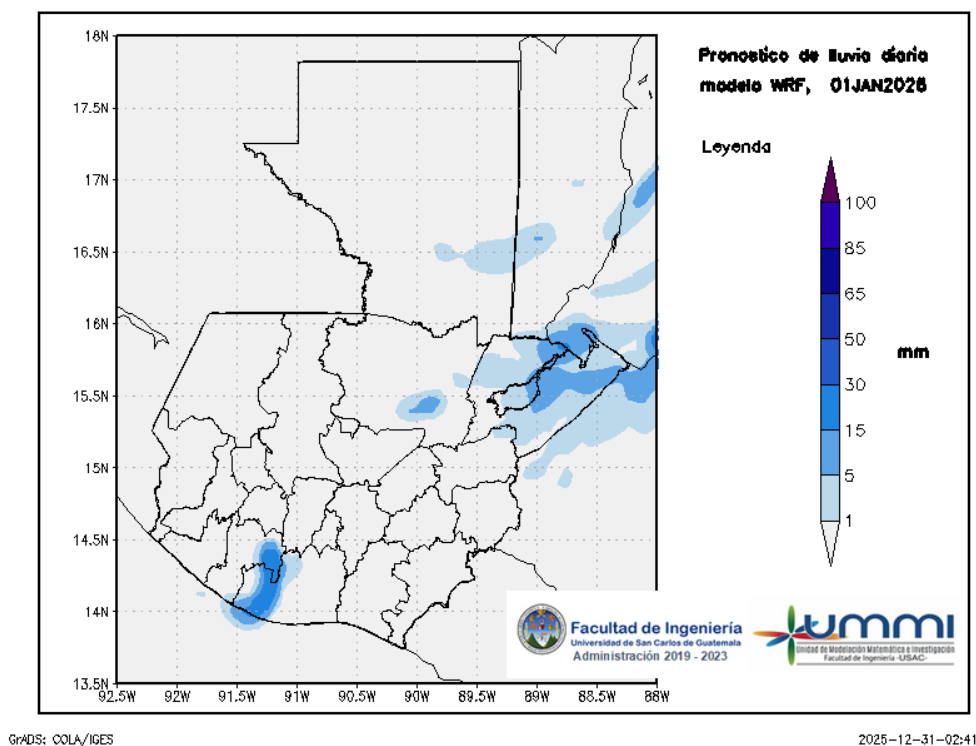 Pronostico de lluvia diaria
modelo WRF, 01JAN2026
Leyenda
100
85
65
50
30
15
5
1
mm
18N
17.5N
17N
16.5N
16N
15.5N
15N
14.5N
14N
13.5N
92.5W 92W 91.5W 91W 90.5W 90W 89.5W 89W 88.5W 88W
Facultad de Ingeniería
Universidad de San Carlos de Guatemala
Administración 2019 - 2023
ummi
Unidad de Modelación Matemática e Investigación
Facultad de Ingeniería -USAC-
GrADS: COLA/IGES
2025-12-31-02:41